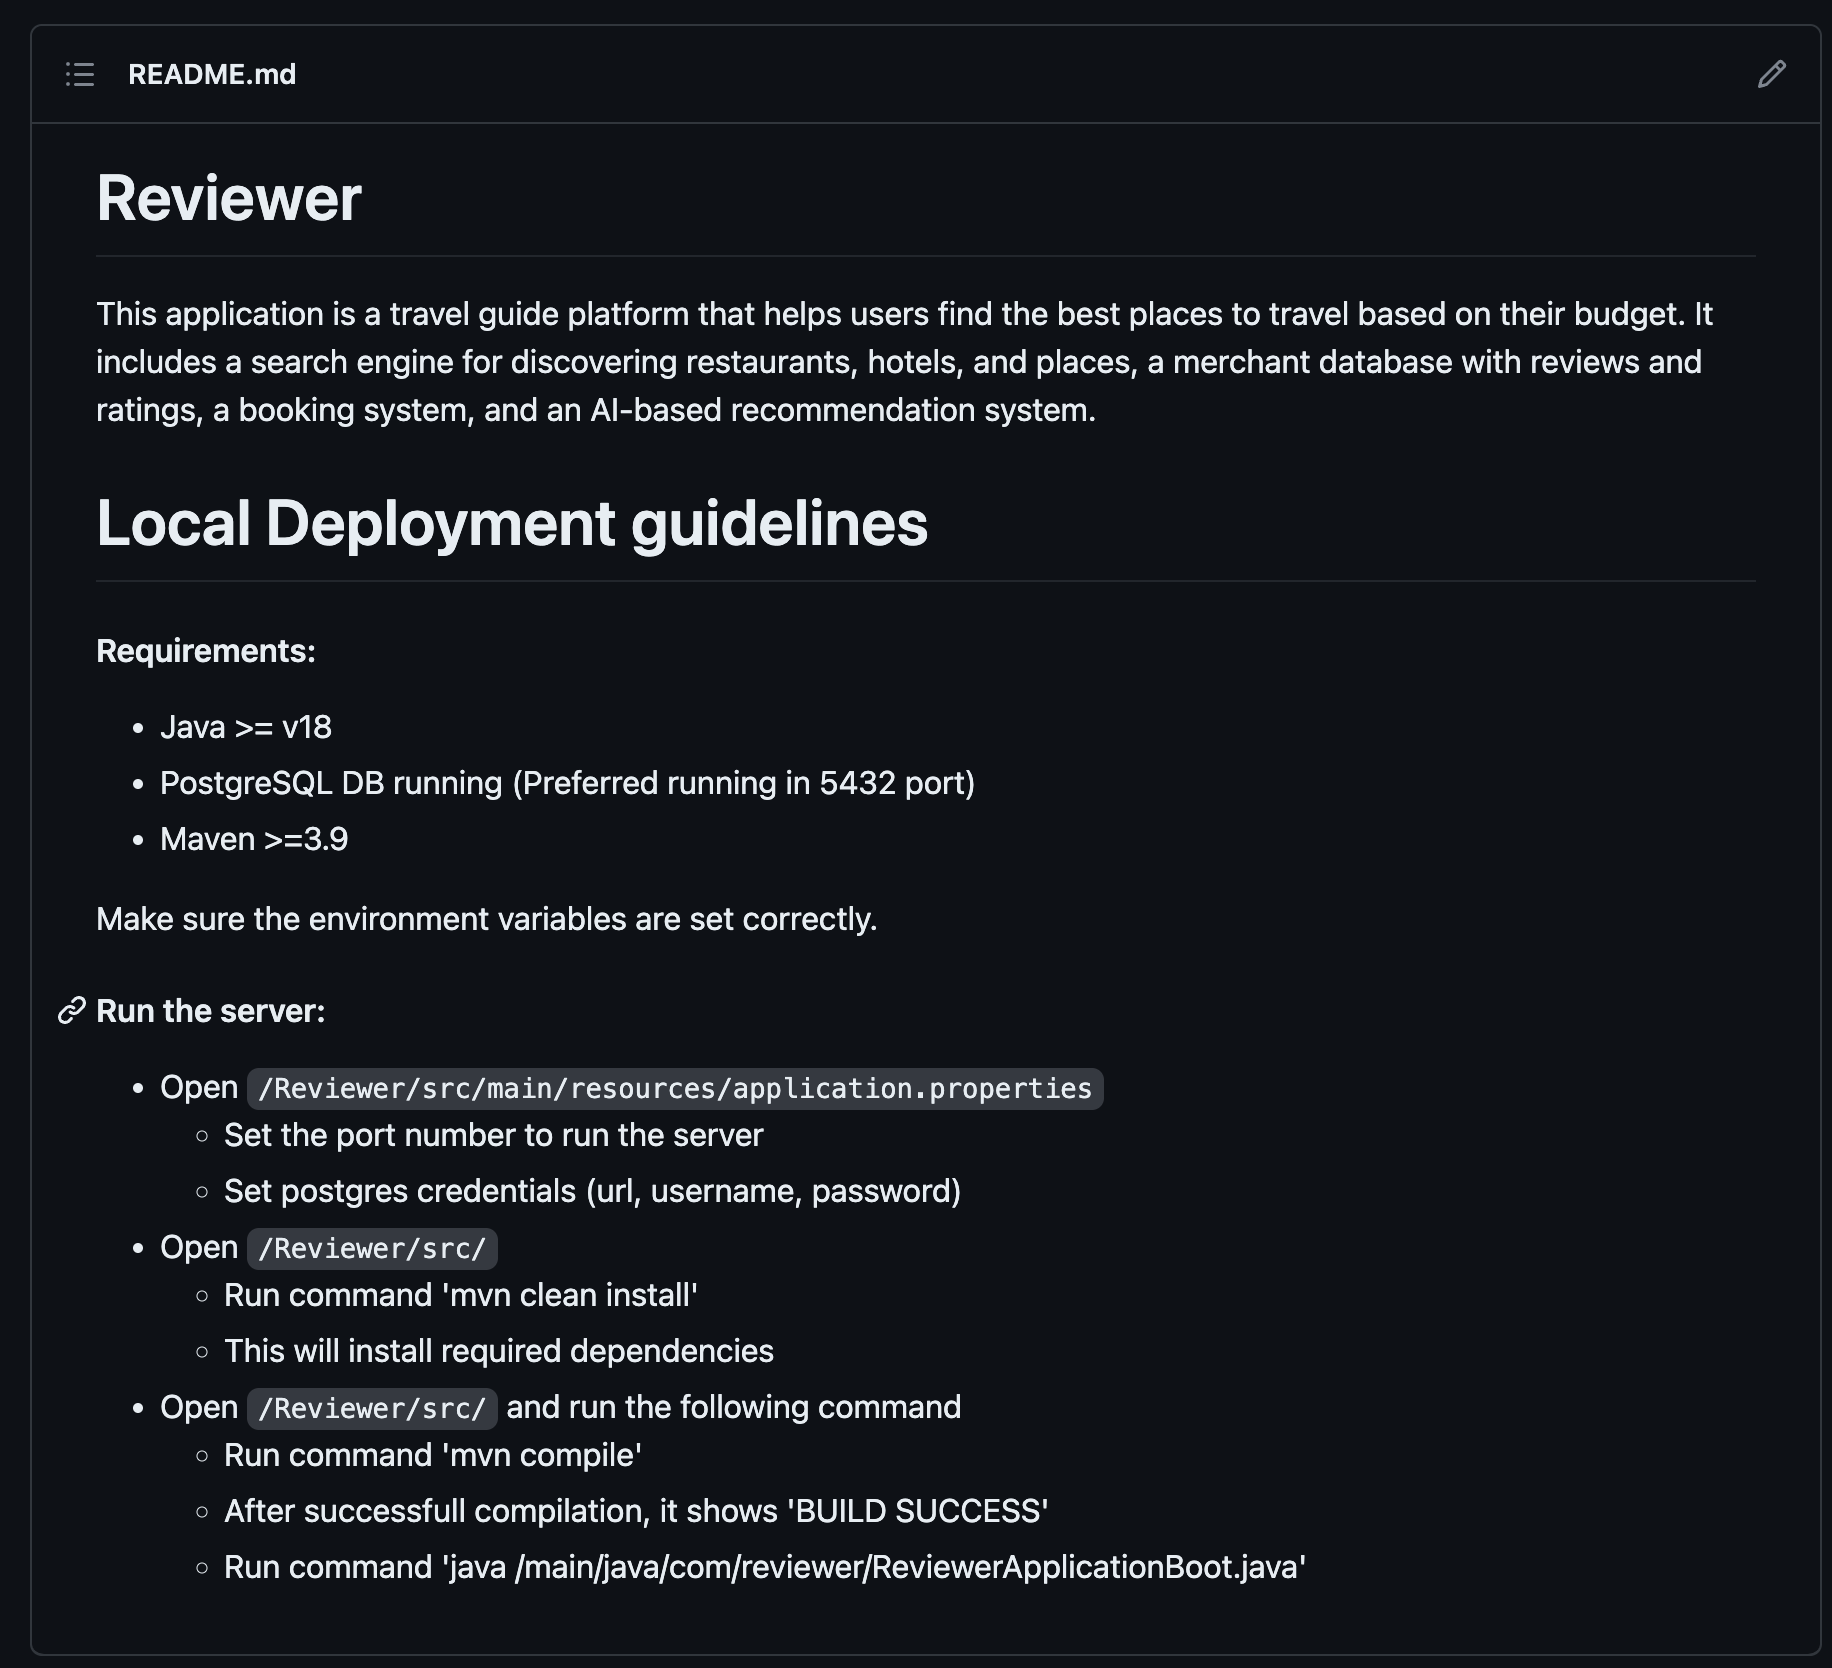 README.md
Reviewer
This application is a travel guide platform that helps users find the best places to travel based on their budget. It
includes a search engine for discovering restaurants, hotels, and places, a merchant database with reviews and
ratings, a booking system, and an AI-based recommendation system.
Local Deployment guidelines
Requirements:
• Java >= v18
• PostgreSQL DB running (Preferred running in 5432 port)
• Maven >=3.9
Make sure the environment variables are set correctly.
Run the server:
• Open /Reviewer/src/main/resources/application.properties
◦ Set the port number to run the server
◦ Set postgres credentials (url, username, password)
• Open /Reviewer/src/
◦ Run command 'mvn clean install'
◦ This will install required dependencies
• Open /Reviewer/src/ and run the following command
◦ Run command 'mvn compile'
◦ After successfull compilation, it shows 'BUILD SUCCESS'
◦ Run command 'java /main/java/com/reviewer/ReviewerApplicationBoot.java'